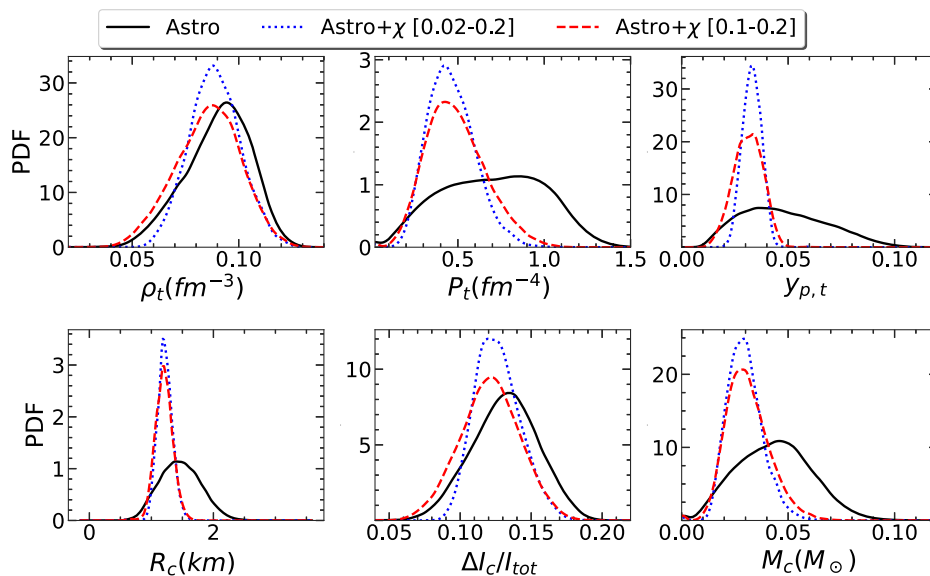 Astro Astro+χ [0.02-0.2] Astro+χ [0.1-0.2]
PDF
30
20
10
0
0.05 0.10
ρt(fm⁻³)
4
3
2
1
0
0.5 1.0 1.5
Pt(fm⁻⁴)
30
20
10
0
0.00 0.05 0.10
yp,t
PDF
3
2
1
0
0 2
Rc(km)
10
5
0.05 0.10 0.15 0.20
ΔIc/Itot
20
10
0
0.00 0.05 0.10
Mc(M⊙)